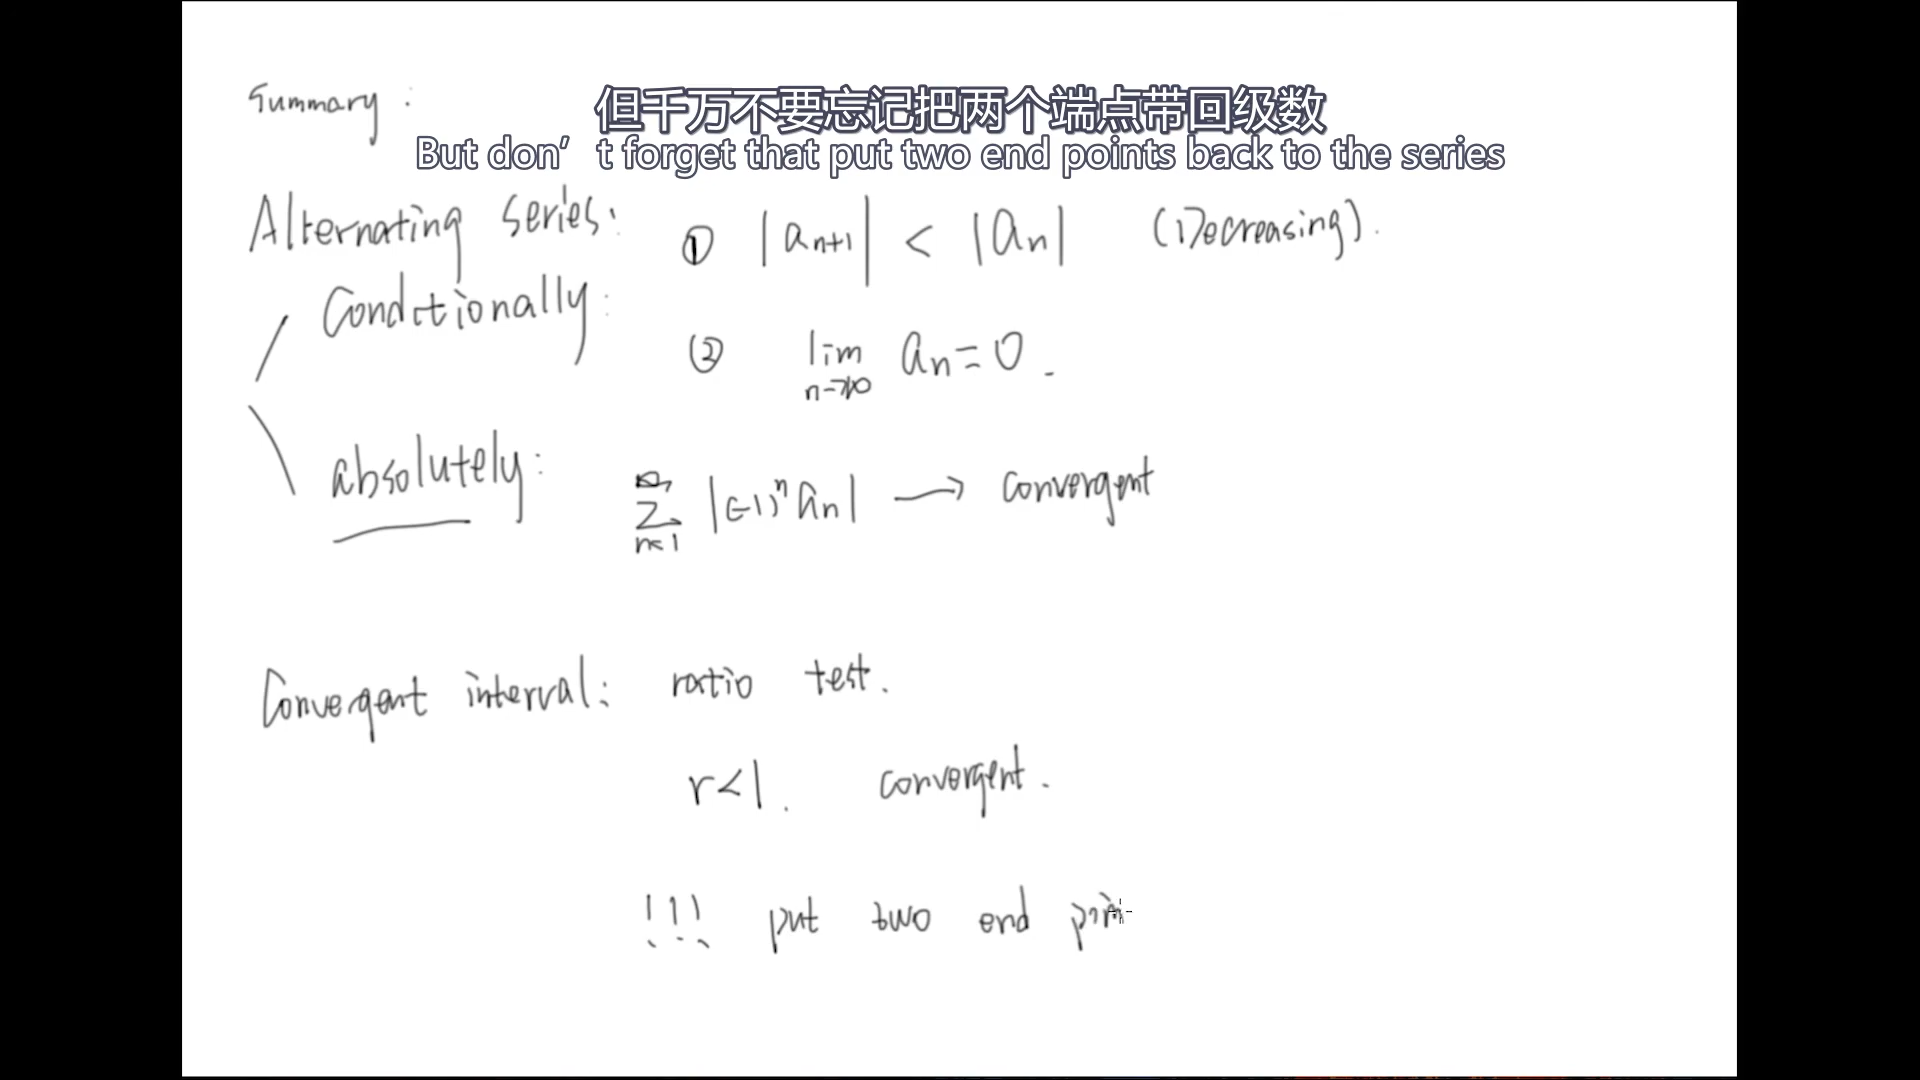 Summary :
但千万不要忘记把两个端点带回级数
But don’t forget that put two end points back to the series
Alternating series: ① |aₙ₊₁| < |aₙ| (Decreasing).
Conditionally:
② lim n→∞ aₙ = 0.
absolutely: ∞ Σ n=1 |(-1)ⁿ aₙ| → convergent
Convergent interval: ratio test.
r<1. convergent.
!!! put two end poin